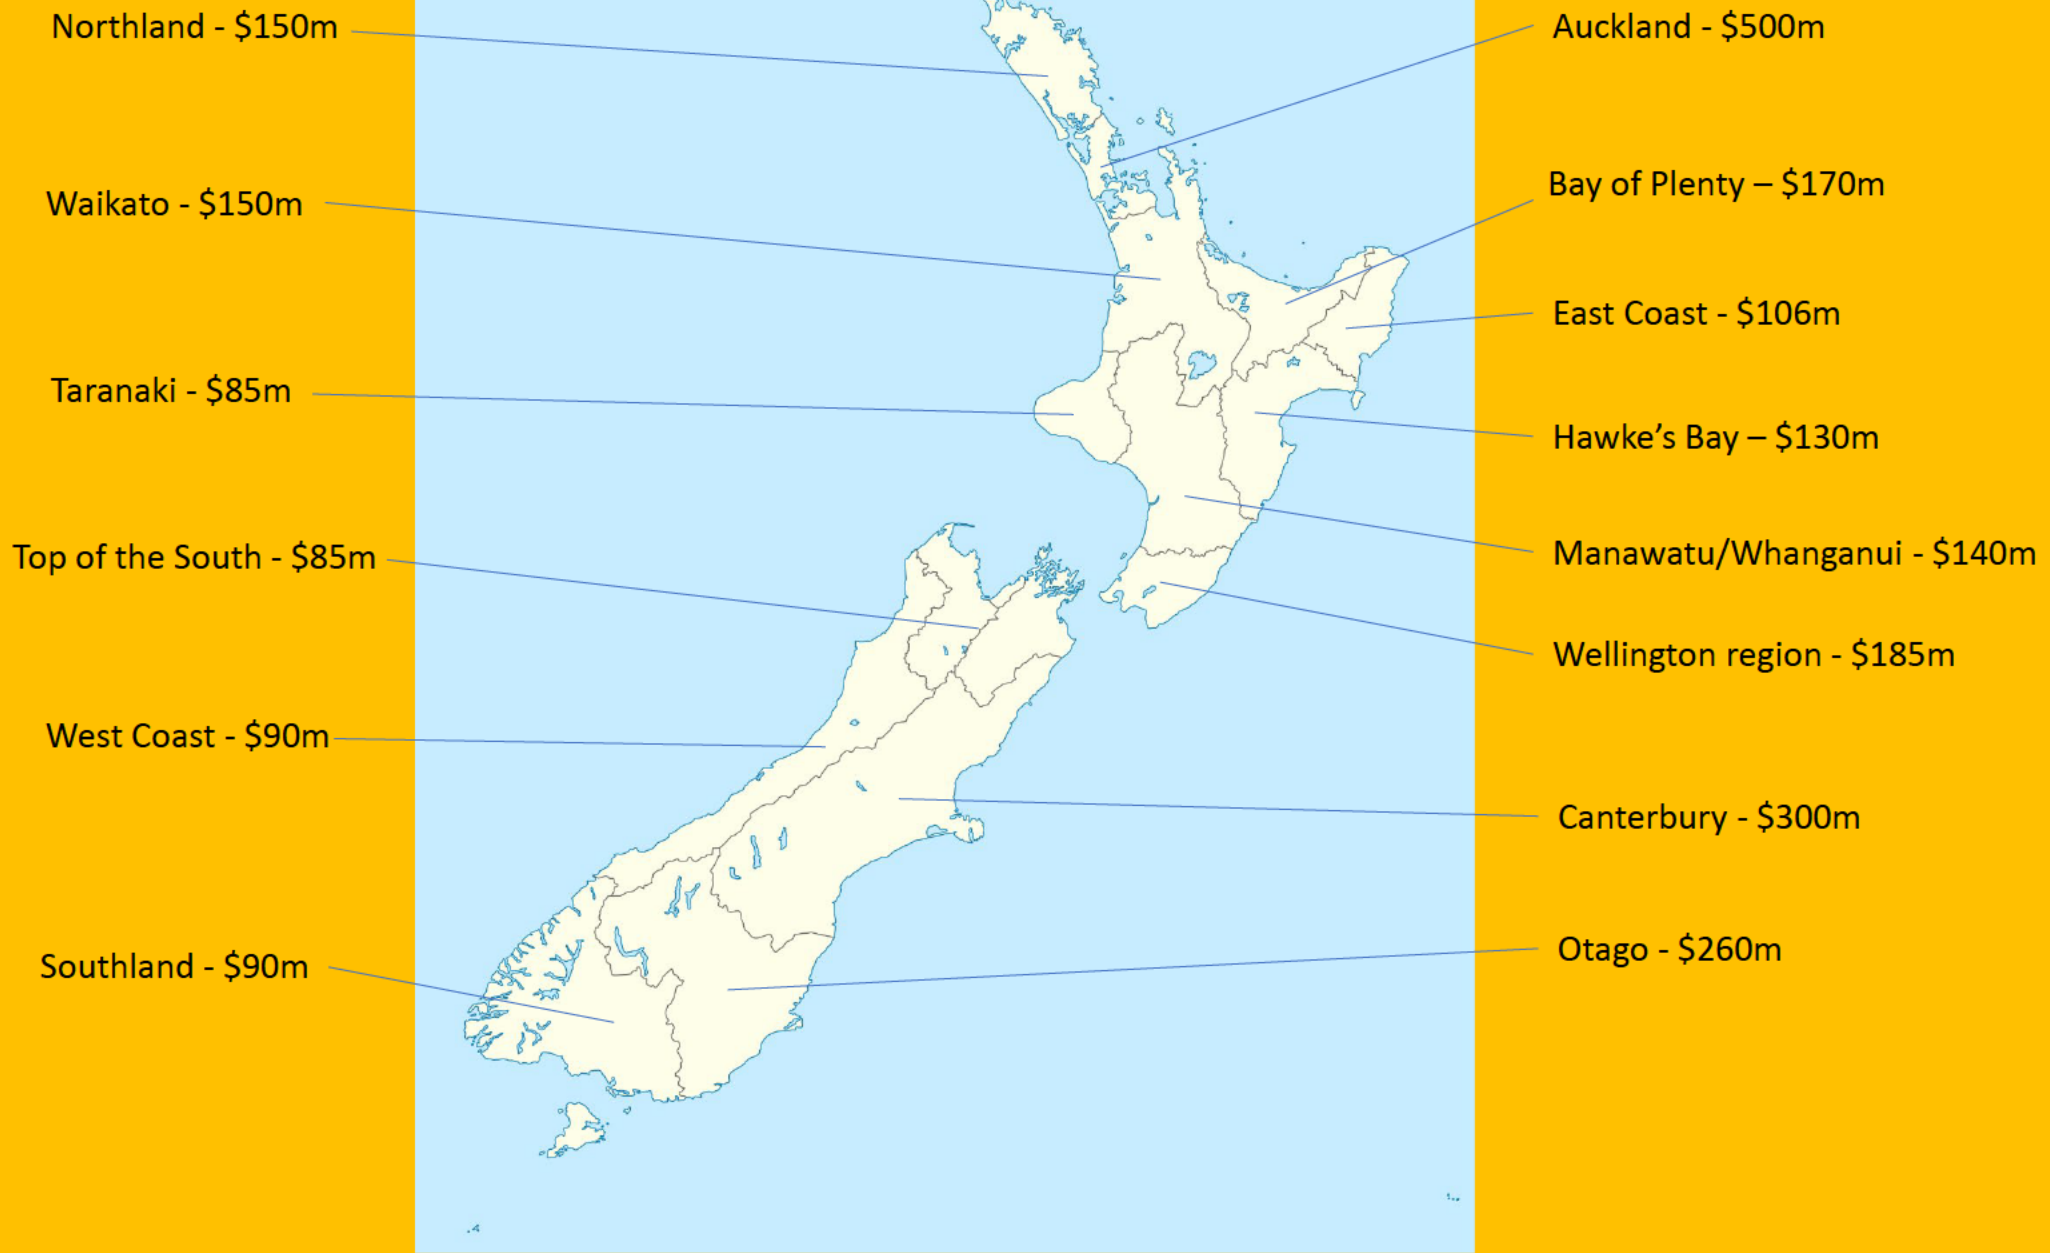 Northland - $150m
Waikato - $150m
Taranaki - $85m
Top of the South - $85m
West Coast - $90m
Southland - $90m
Auckland - $500m
Bay of Plenty – $170m
East Coast - $106m
Hawke’s Bay – $130m
Manawatu/Whanganui - $140m
Wellington region - $185m
Canterbury - $300m
Otago - $260m